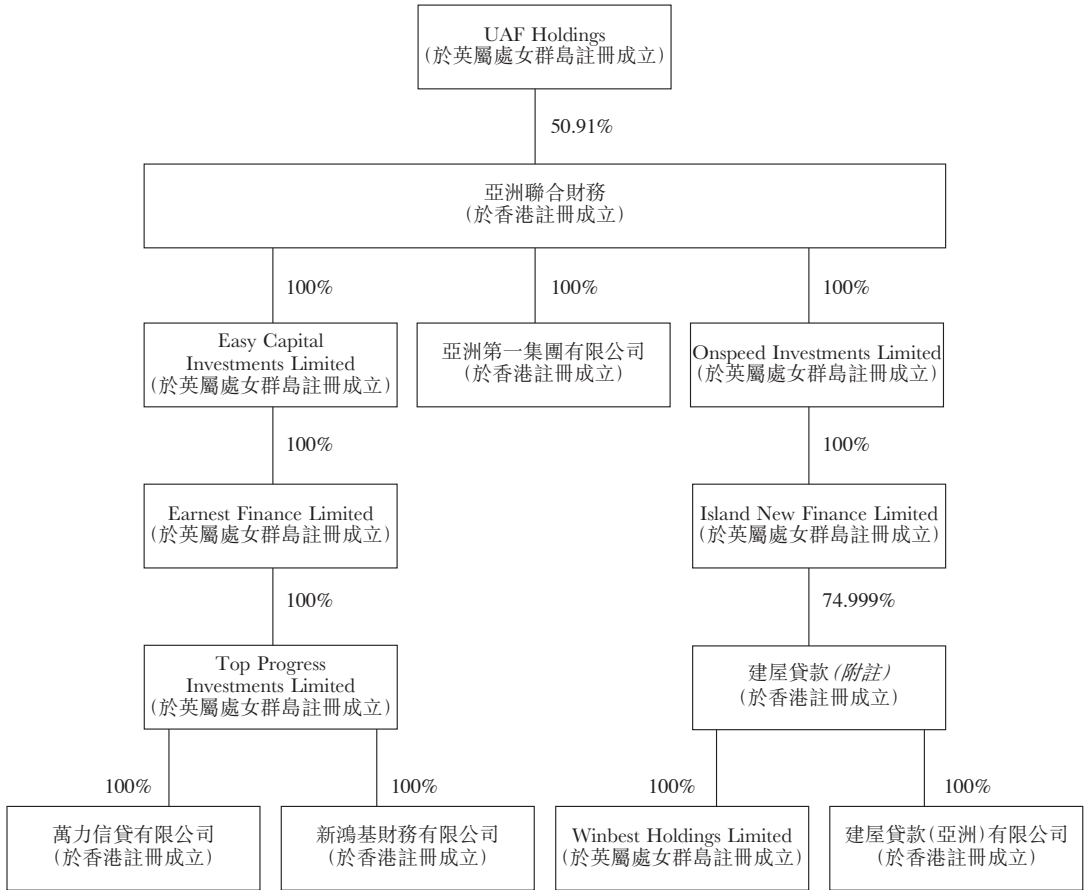 UAF Holdings
(於英屬處女群島註冊成立)
50.91%
亞洲聯合財務
(於香港註冊成立)
100%
100%
100%
Easy Capital
Investments Limited
(於英屬處女群島註冊成立)
亞洲第一集團有限公司
(於香港註冊成立)
Onspeed Investments Limited
(於英屬處女群島註冊成立)
100%
100%
Earnest Finance Limited
(於英屬處女群島註冊成立)
Island New Finance Limited
(於英屬處女群島註冊成立)
100%
74.999%
Top Progress
Investments Limited
(於英屬處女群島註冊成立)
建屋貸款(附註)
(於香港註冊成立)
100%
100%
100%
100%
萬力信貸有限公司
(於香港註冊成立)
新鴻基財務有限公司
(於香港註冊成立)
Winbest Holdings Limited
(於英屬處女群島註冊成立)
建屋貸款(亞洲)有限公司
(於香港註冊成立)